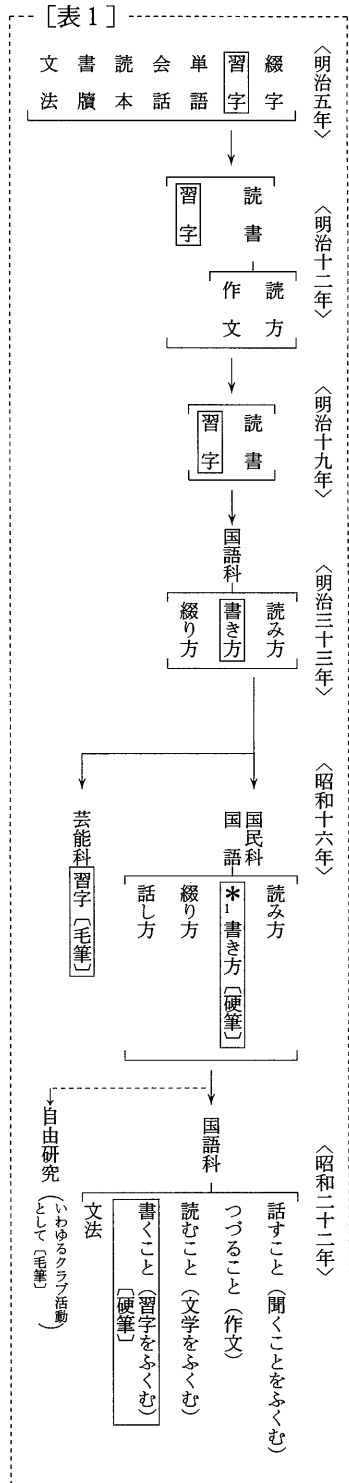 [表１]
〈明治五年〉
綴字
習字
単語
会話
読本
書牘
文法
〈明治十二年〉
読書
習字
読方
作文
〈明治十九年〉
読書
習字
〈明治三十三年〉
国語科
読み方
書き方
綴り方
〈昭和十六年〉
国民科
国語
読み方
*1書き方〔硬筆〕
綴り方
話し方
芸能科
習字〔毛筆〕
〈昭和二十二年〉
国語科
話すこと（聞くことをふくむ）
つづること（作文）
読むこと（文学をふくむ）
書くこと（習字をふくむ）
〔硬筆〕
文法
自由研究（いわゆるクラブ活動
として〔毛筆〕）